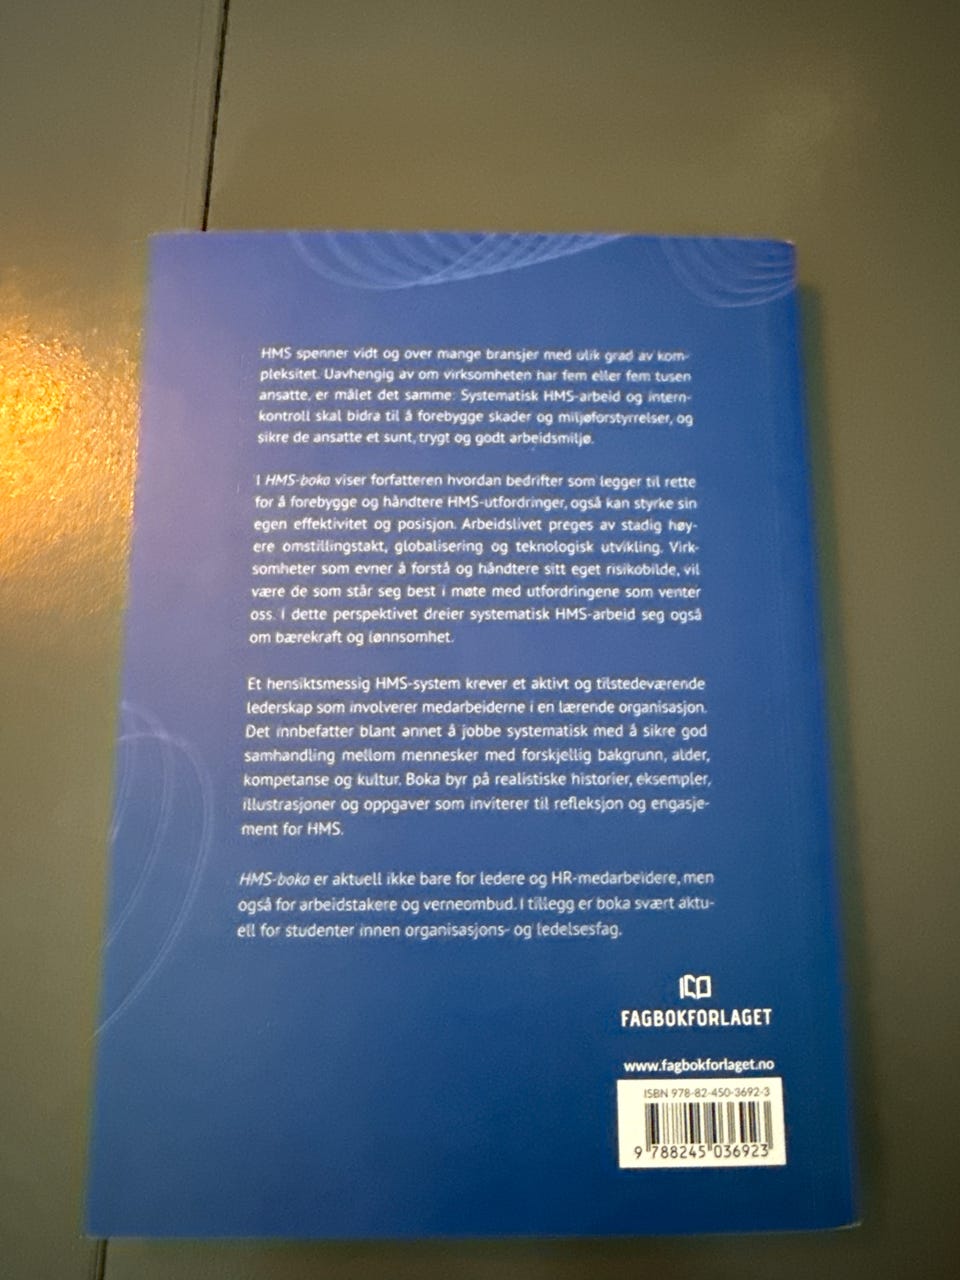 HMS spenner vidt og over mange bransjer med ulik grad av kom-
pleksitet. Uavhengig av om virksomheten har fem eller fem tusen
ansatte, er målet det samme: Systematisk HMS-arbeid og intern-
kontroll skal bidra til å forebygge skader og miljøforstyrrelser, og
sikre de ansatte et sunt, trygt og godt arbeidsmiljø.
I HMS-boka viser forfatteren hvordan bedrifter som legger til rette
for å forebygge og håndtere HMS-utfordringer, også kan styrke sin
egen effektivitet og posisjon. Arbeidslivet preges av stadig høy-
ere omstillingstakt, globalisering og teknologisk utvikling. Virk-
somheter som evner å forstå og håndtere sitt eget risikobilde, vil
være de som står seg best i møte med utfordringene som venter
oss. I dette perspektivet dreier systematisk HMS-arbeid seg også
om bærekraft og lønnsomhet.
Et hensiktsmessig HMS-system krever et aktivt og tilstedeværende
lederskap som involverer medarbeiderne i en lærende organisasjon.
Det innbefatter blant annet å jobbe systematisk med å sikre god
samhandling mellom mennesker med forskjellig bakgrunn, alder,
kompetanse og kultur. Boka byr på realistiske historier, eksempler,
illustrasjoner og oppgaver som inviterer til refleksjon og engasje-
ment for HMS.
HMS-boka er aktuell ikke bare for ledere og HR-medarbeidere, men
også for arbeidstakere og verneombud. I tillegg er boka svært aktu-
ell for studenter innen organisasjons- og ledelsesfag.
FAGBOKFORLAGET
www.fagbokforlaget.no
ISBN 978-82-450-3692-3
9 788245 036923